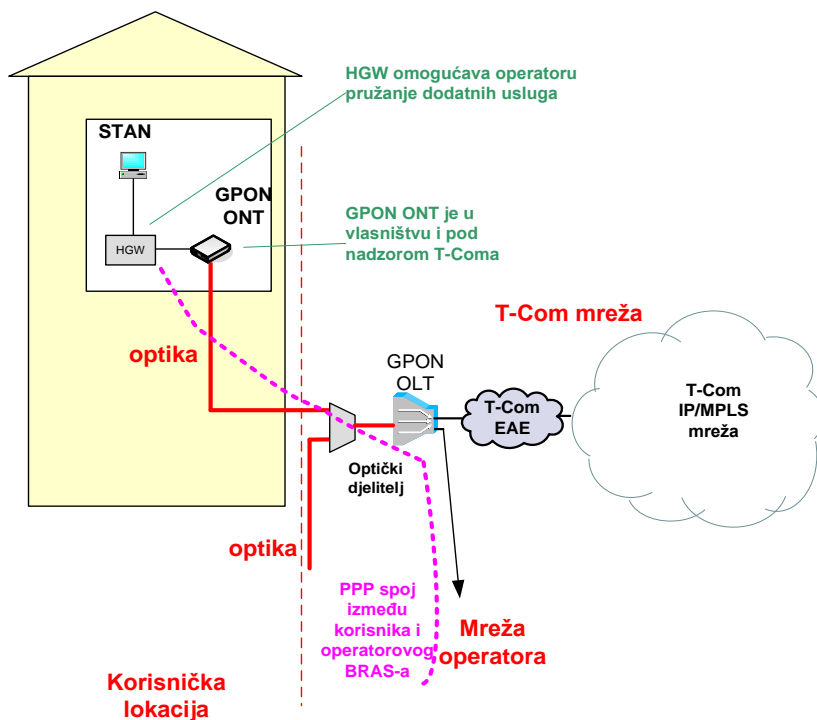 HGW omogućava operatoru
pružanje dodatnih usluga
STAN
GPON
ONT
HGW
GPON ONT je u
vlasništvu i pod
nadzorom T-Coma
T-Com mreža
optika
GPON
OLT
T-Com
EAE
T-Com
IP/MPLS
mreža
Optički
djelitelj
optika
PPP spoj
između
korisnika i
operatorovog
BRAS-a
Mreža
operatora
Korisnička
lokacija